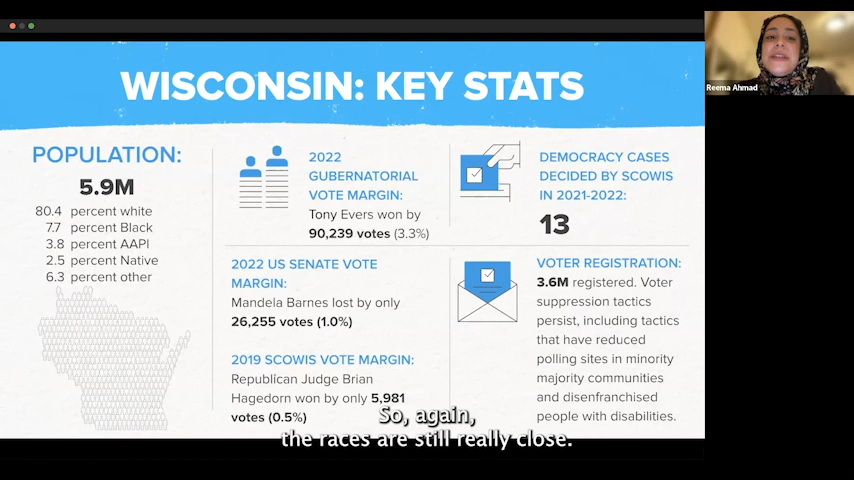 Reema Ahmad
WISCONSIN: KEY STATS
POPULATION:
5.9M
80.4 percent white
7.7 percent Black
3.8 percent AAPI
2.5 percent Native
6.3 percent other
2022
GUBERNATORIAL
VOTE MARGIN:
Tony Evers won by
90,239 votes (3.3%)
DEMOCRACY CASES
DECIDED BY SCOWIS
IN 2021-2022:
13
2022 US SENATE VOTE
MARGIN:
Mandela Barnes lost by only
26,255 votes (1.0%)
2019 SCOWIS VOTE MARGIN:
Republican Judge Brian
Hagedorn won by only 5,981
votes (0.5%)
VOTER REGISTRATION:
3.6M registered. Voter
suppression tactics
persist, including tactics
that have reduced
polling sites in minority
majority communities
and disenfranchised
people with disabilities.
So, again,
the races are still really close.